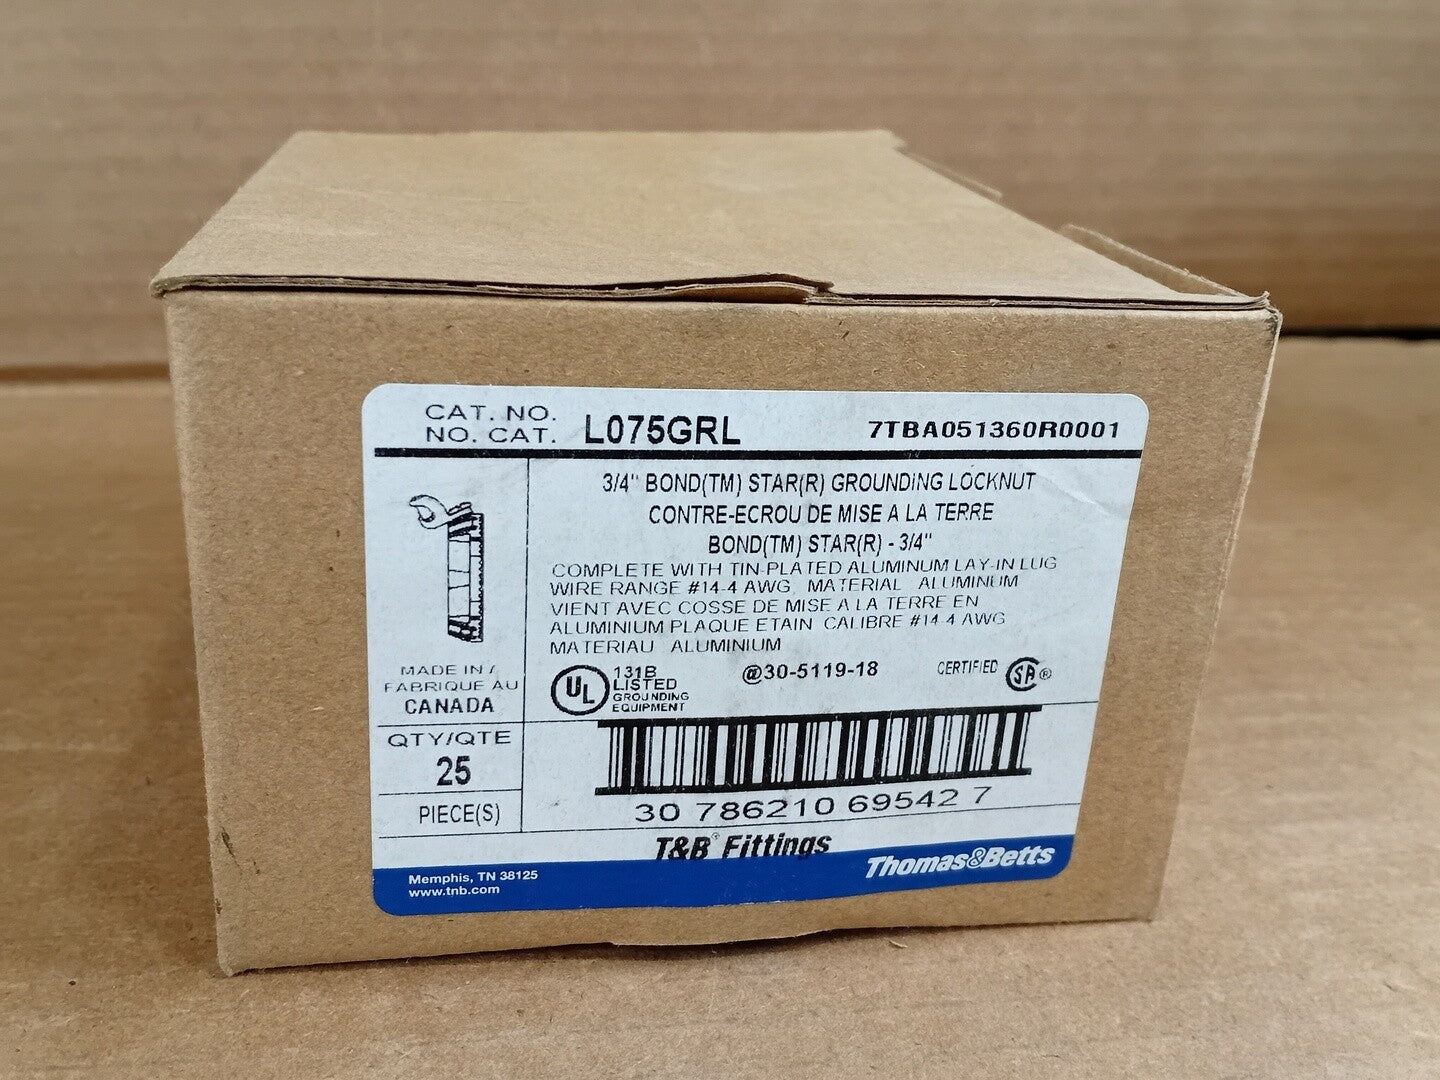 CAT. NO.
NO. CAT. L075GRL 7TBA051360R0001
3/4" BOND(TM) STAR(R) GROUNDING LOCKNUT
CONTRE-ECROU DE MISE A LA TERRE
BOND(TM) STAR(R) - 3/4"
COMPLETE WITH TIN-PLATED ALUMINUM LAY-IN LUG
WIRE RANGE #14-4 AWG, MATERIAL ALUMINUM
VIENT AVEC COSSE DE MISE A LA TERRE EN
ALUMINIUM PLAQUE ETAIN CALIBRE #14-4 AWG
MATERIAU ALUMINIUM
MADE IN /
FABRIQUE AU
CANADA
UL
131B
LISTED
GROUNDING
EQUIPMENT
@30-5119-18
CERTIFIED SA®
QTY/QTE
25
PIECE(S)
30 786210 69542 7
T&B® Fittings
Memphis, TN 38125
www.tnb.com
Thomas&Betts